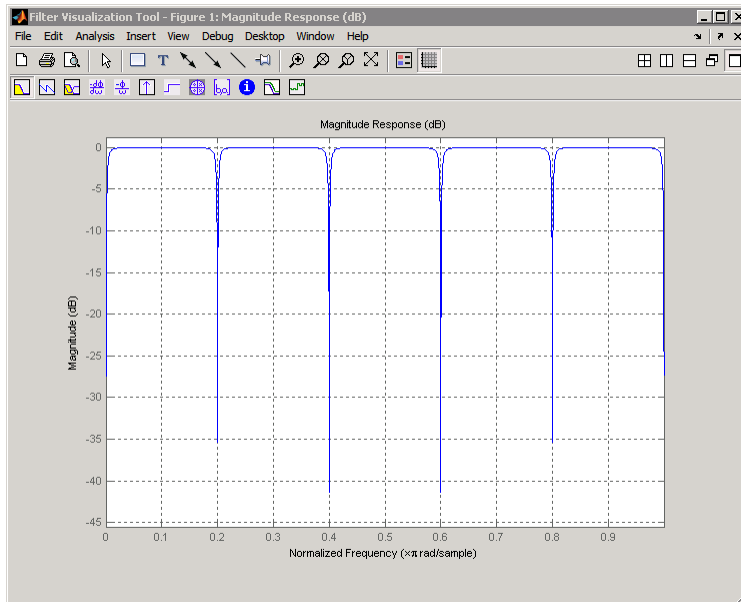 Filter Visualization Tool - Figure 1: Magnitude Response (dB)
File Edit Analysis Insert View Debug Desktop Window Help
Magnitude Response (dB)
0
-5
-10
-15
-20
-25
-30
-35
-40
-45
Magnitude (dB)
0 0.1 0.2 0.3 0.4 0.5 0.6 0.7 0.8 0.9
Normalized Frequency (×π rad/sample)